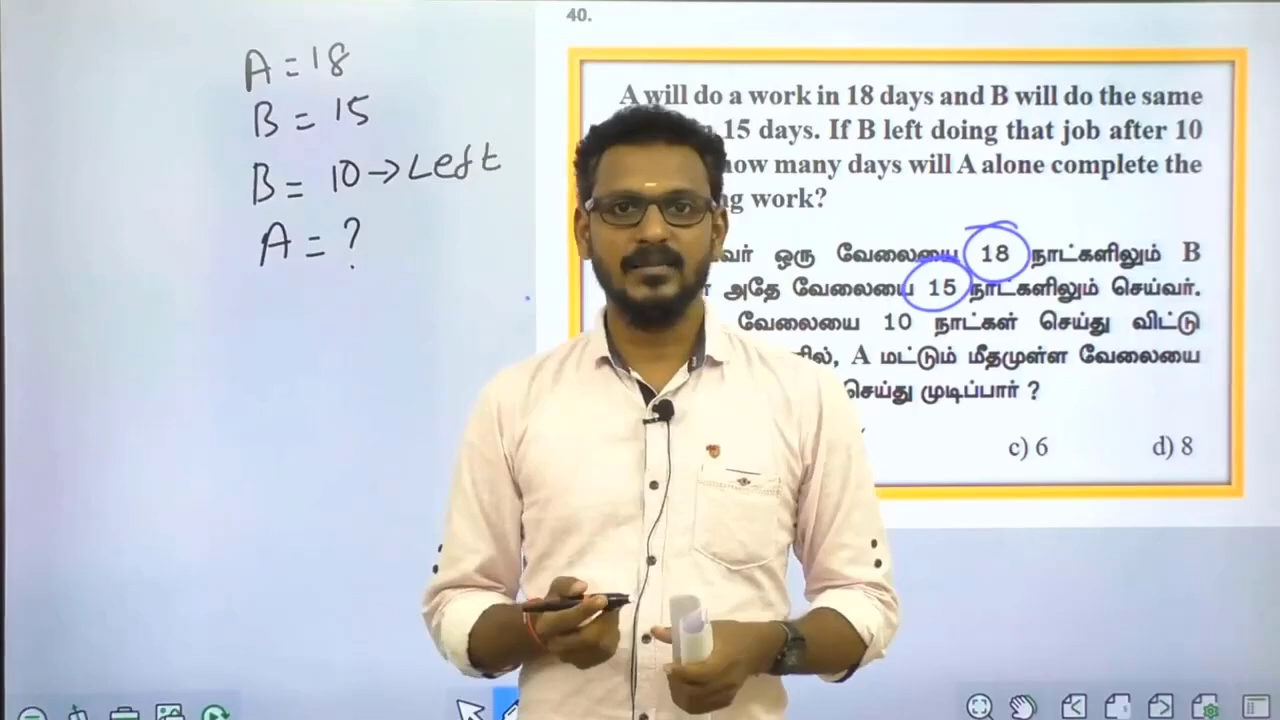 A = 18
B = 15
B = 10 → Left
A = ?
40.
A will do a work in 18 days and B will do the same
15 days. If B left doing that job after 10
how many days will A alone complete the
work?
ஒரு வேலையை 18 நாட்களிலும் B
அதே வேலையை 15 நாட்களிலும் செய்வர்.
வேலையை 10 நாட்கள் செய்து விட்டு
A மட்டும் மீதமுள்ள வேலையை
செய்து முடிப்பார் ?
c) 6 d) 8